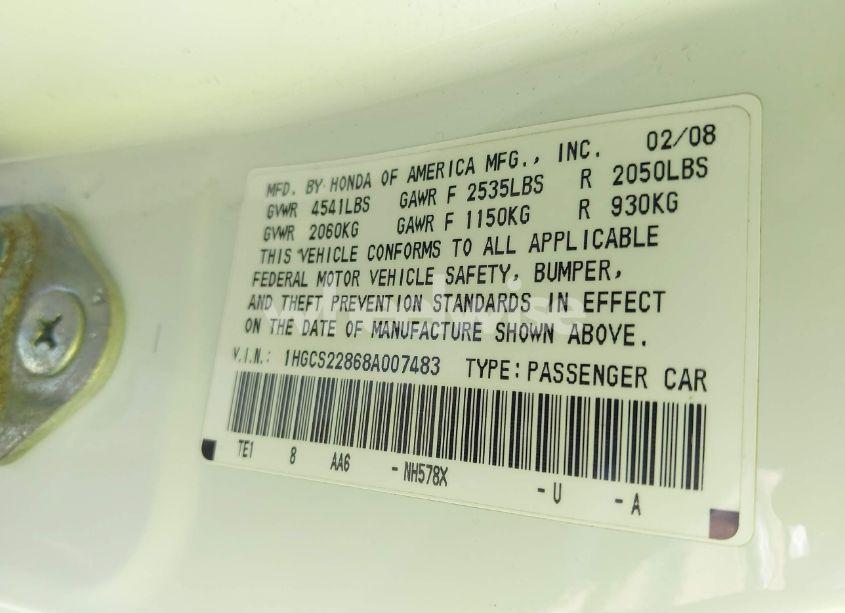 MFD. BY HONDA OF AMERICA MFG., INC. 02/08
GVWR 4541LBS GAWR F 2535LBS R 2050LBS
GVWR 2060KG GAWR F 1150KG R 930KG
THIS VEHICLE CONFORMS TO ALL APPLICABLE
FEDERAL MOTOR VEHICLE SAFETY, BUMPER,
AND THEFT PREVENTION STANDARDS IN EFFECT
ON THE DATE OF MANUFACTURE SHOWN ABOVE.
V.I.N.: 1HGCS22868A007483 TYPE: PASSENGER CAR
TE1 8 AA6 - NH578X - U - A